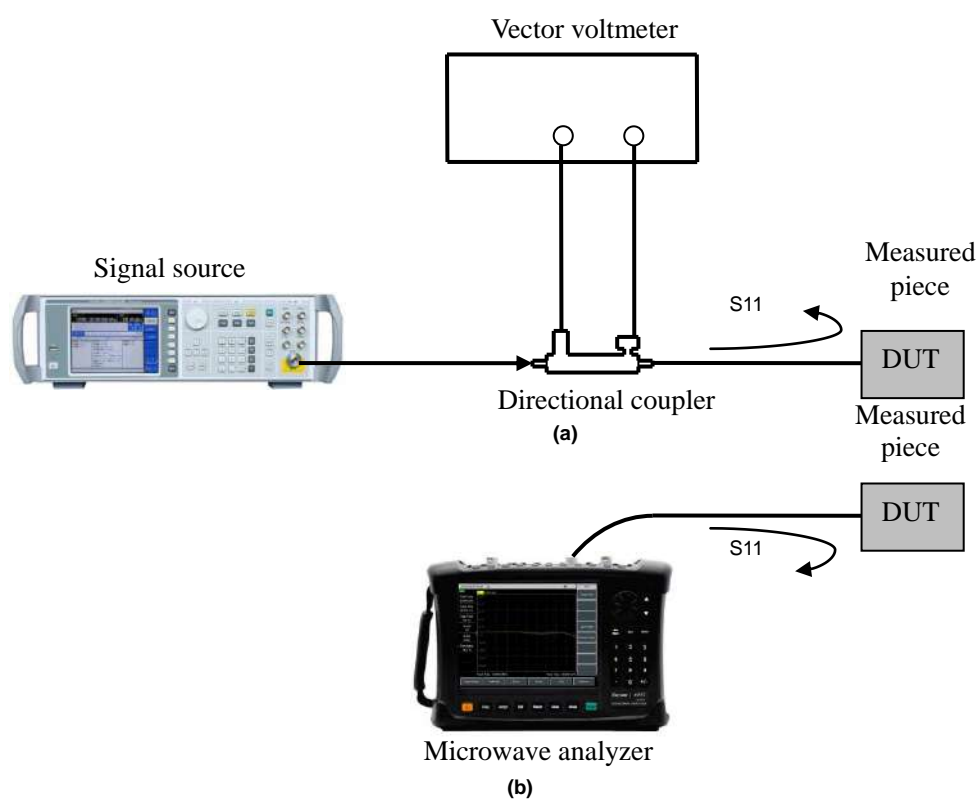 Vector voltmeter
Signal source
Measured
piece
S11
DUT
Directional coupler
(a)
Measured
piece
DUT
S11
Microwave analyzer
(b)